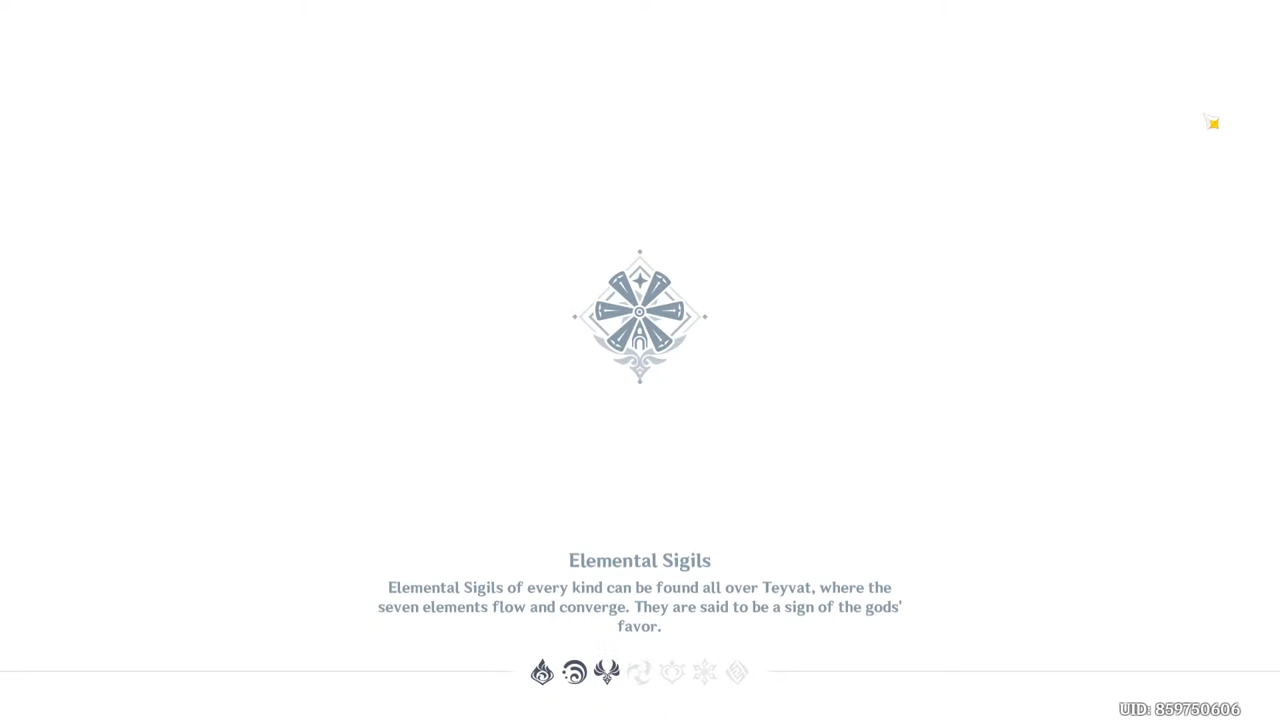 Elemental Sigils
Elemental Sigils of every kind can be found all over Teyvat, where the
seven elements flow and converge. They are said to be a sign of the gods'
favor.
UID: 859750606